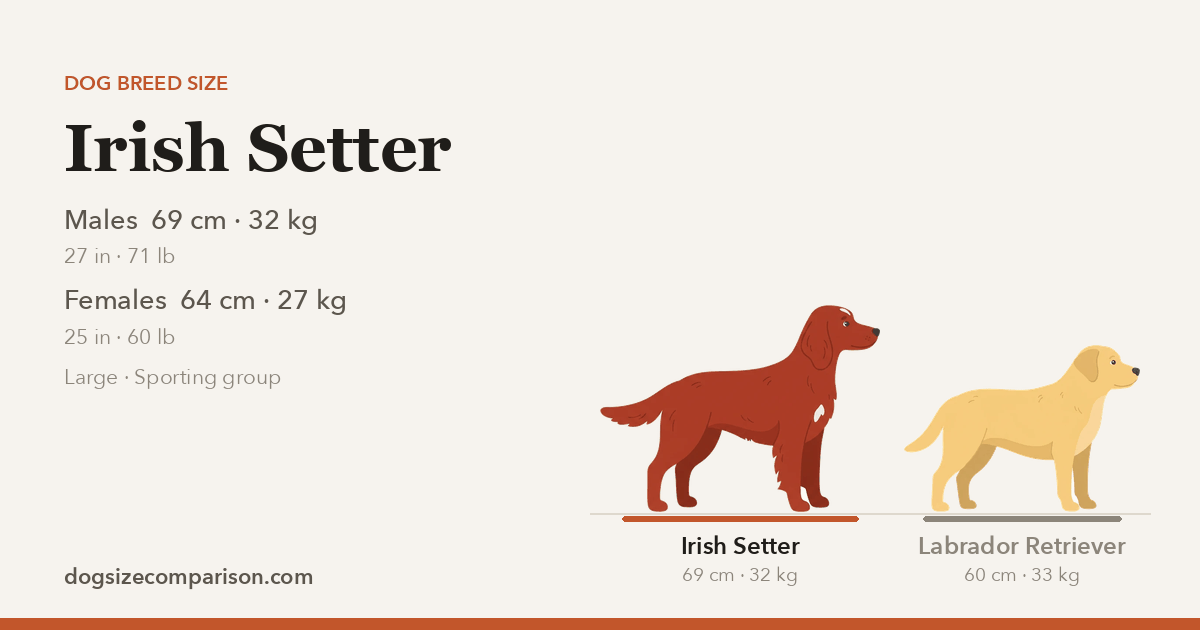 DOG BREED SIZE
Irish Setter
Males 69 cm · 32 kg
27 in · 71 lb
Females 64 cm · 27 kg
25 in · 60 lb
Large · Sporting group
Irish Setter
69 cm · 32 kg
Labrador Retriever
60 cm · 33 kg
dogsizecomparison.com